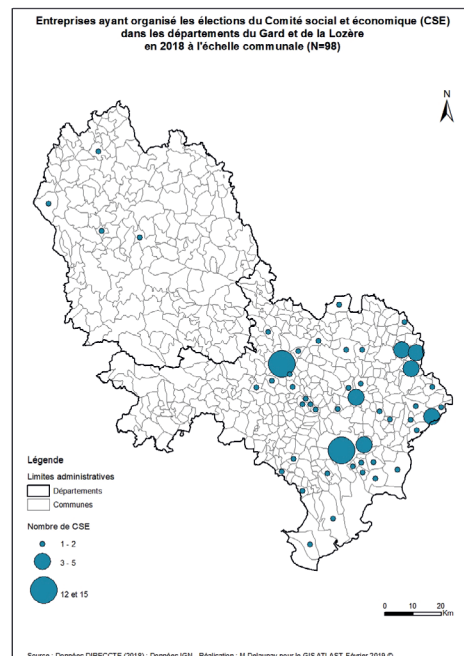 Entreprises ayant organisé les élections du Comité social et économique (CSE)
dans les départements du Gard et de la Lozère
en 2018 à l'échelle communale (N=98)
N
Légende
Limites administratives
Départements
Communes
Nombre de CSE
1 - 2
3 - 5
12 et 15
0 10 20
Km
Source : Données DIRECCTE (2018) ; Données IGN - Réalisation : M.Delaunay pour le GIS ATLAST, Février 2019 ©